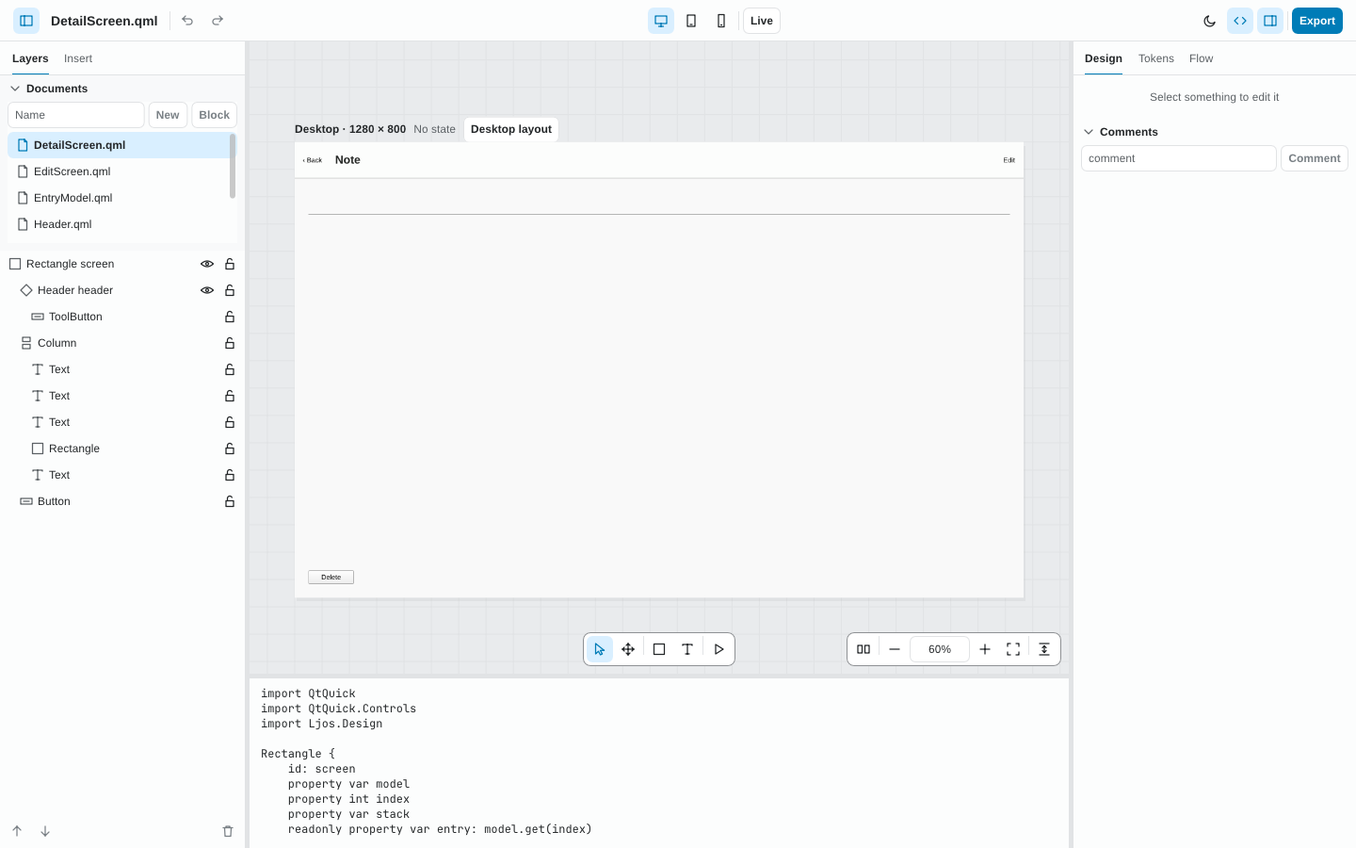 DetailScreen.qml
Live
Export
Layers
Insert
Documents
Name
New
Block
DetailScreen.qml
EditScreen.qml
EntryModel.qml
Header.qml
Rectangle screen
Header header
ToolButton
Column
Text
Text
Text
Rectangle
Text
Button
Desktop · 1280 × 800 No state Desktop layout
‹ Back Note Edit
Delete
60%
import QtQuick
import QtQuick.Controls
import Ljos.Design
Rectangle {
    id: screen
    property var model
    property int index
    property var stack
    readonly property var entry: model.get(index)
Design
Tokens
Flow
Select something to edit it
Comments
comment
Comment